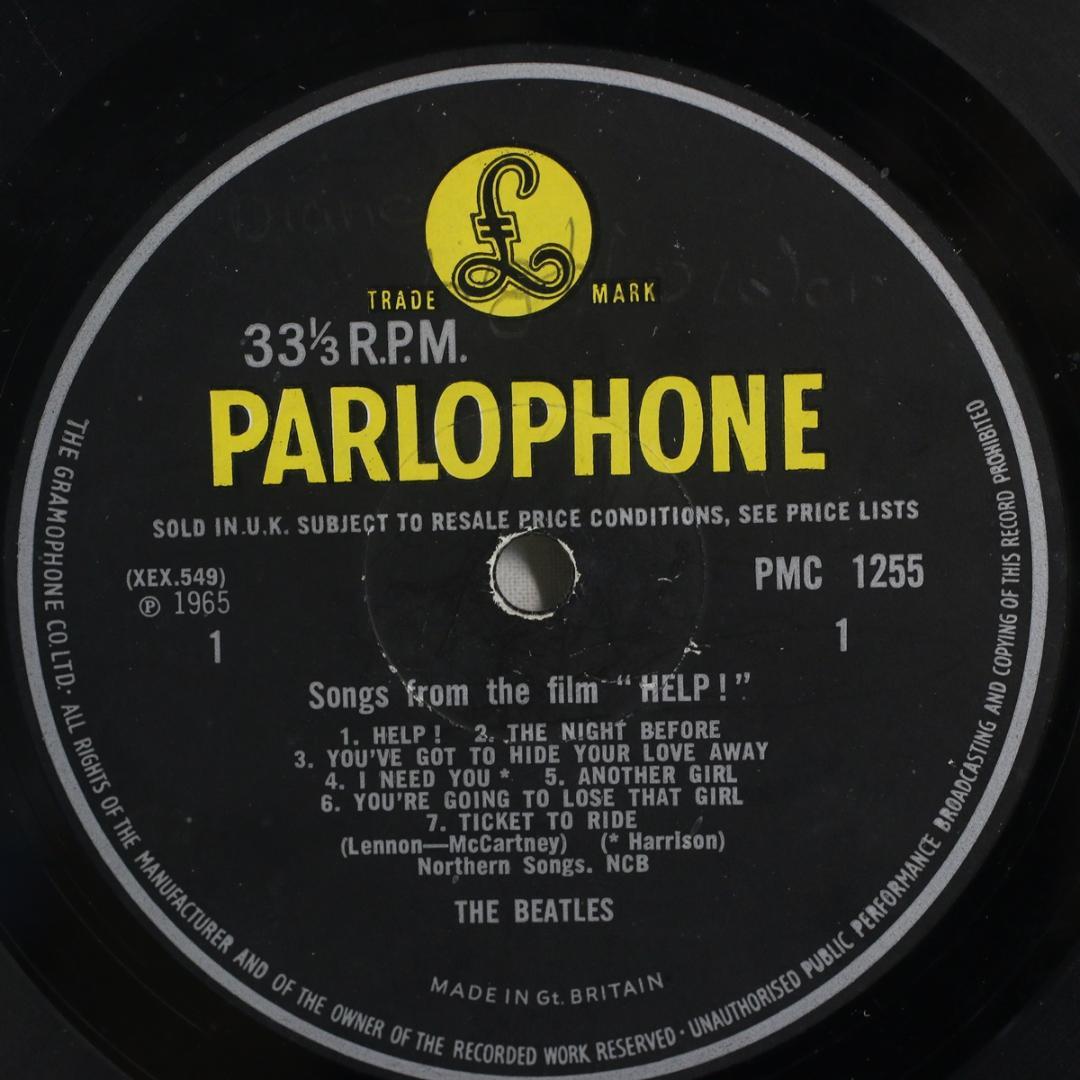 Diane
£
TRADE MARK
33⅓ R.P.M.
PARLOPHONE
SOLD IN U.K. SUBJECT TO RESALE PRICE CONDITIONS, SEE PRICE LISTS
(XEX.549) PMC 1255
℗ 1965
1 1
Songs from the film “HELP!”
1. HELP! 2. THE NIGHT BEFORE
3. YOU'VE GOT TO HIDE YOUR LOVE AWAY
4. I NEED YOU * 5. ANOTHER GIRL
6. YOU'RE GOING TO LOSE THAT GIRL
7. TICKET TO RIDE
(Lennon—McCartney) (* Harrison)
Northern Songs. NCB
THE BEATLES
MADE IN Gt. BRITAIN
THE GRAMOPHONE CO. LTD· ALL RIGHTS OF THE MANUFACTURER AND OF THE OWNER OF THE RECORDED WORK RESERVED· UNAUTHORISED PUBLIC PERFORMANCE BROADCASTING AND COPYING OF THIS RECORD PROHIBITED